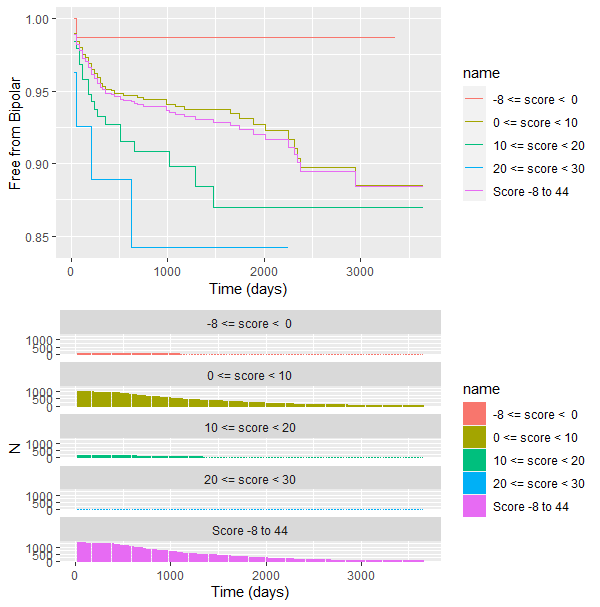 1.00
0.95
0.90
0.85
Free from Bipolar
0 1000 2000 3000
Time (days)
name
-8 <= score < 0
0 <= score < 10
10 <= score < 20
20 <= score < 30
Score -8 to 44
-8 <= score < 0
1000
500
0
0 <= score < 10
1000
500
0
10 <= score < 20
1000
500
0
20 <= score < 30
1000
500
0
Score -8 to 44
1000
500
0
N
0 1000 2000 3000
Time (days)
name
-8 <= score < 0
0 <= score < 10
10 <= score < 20
20 <= score < 30
Score -8 to 44